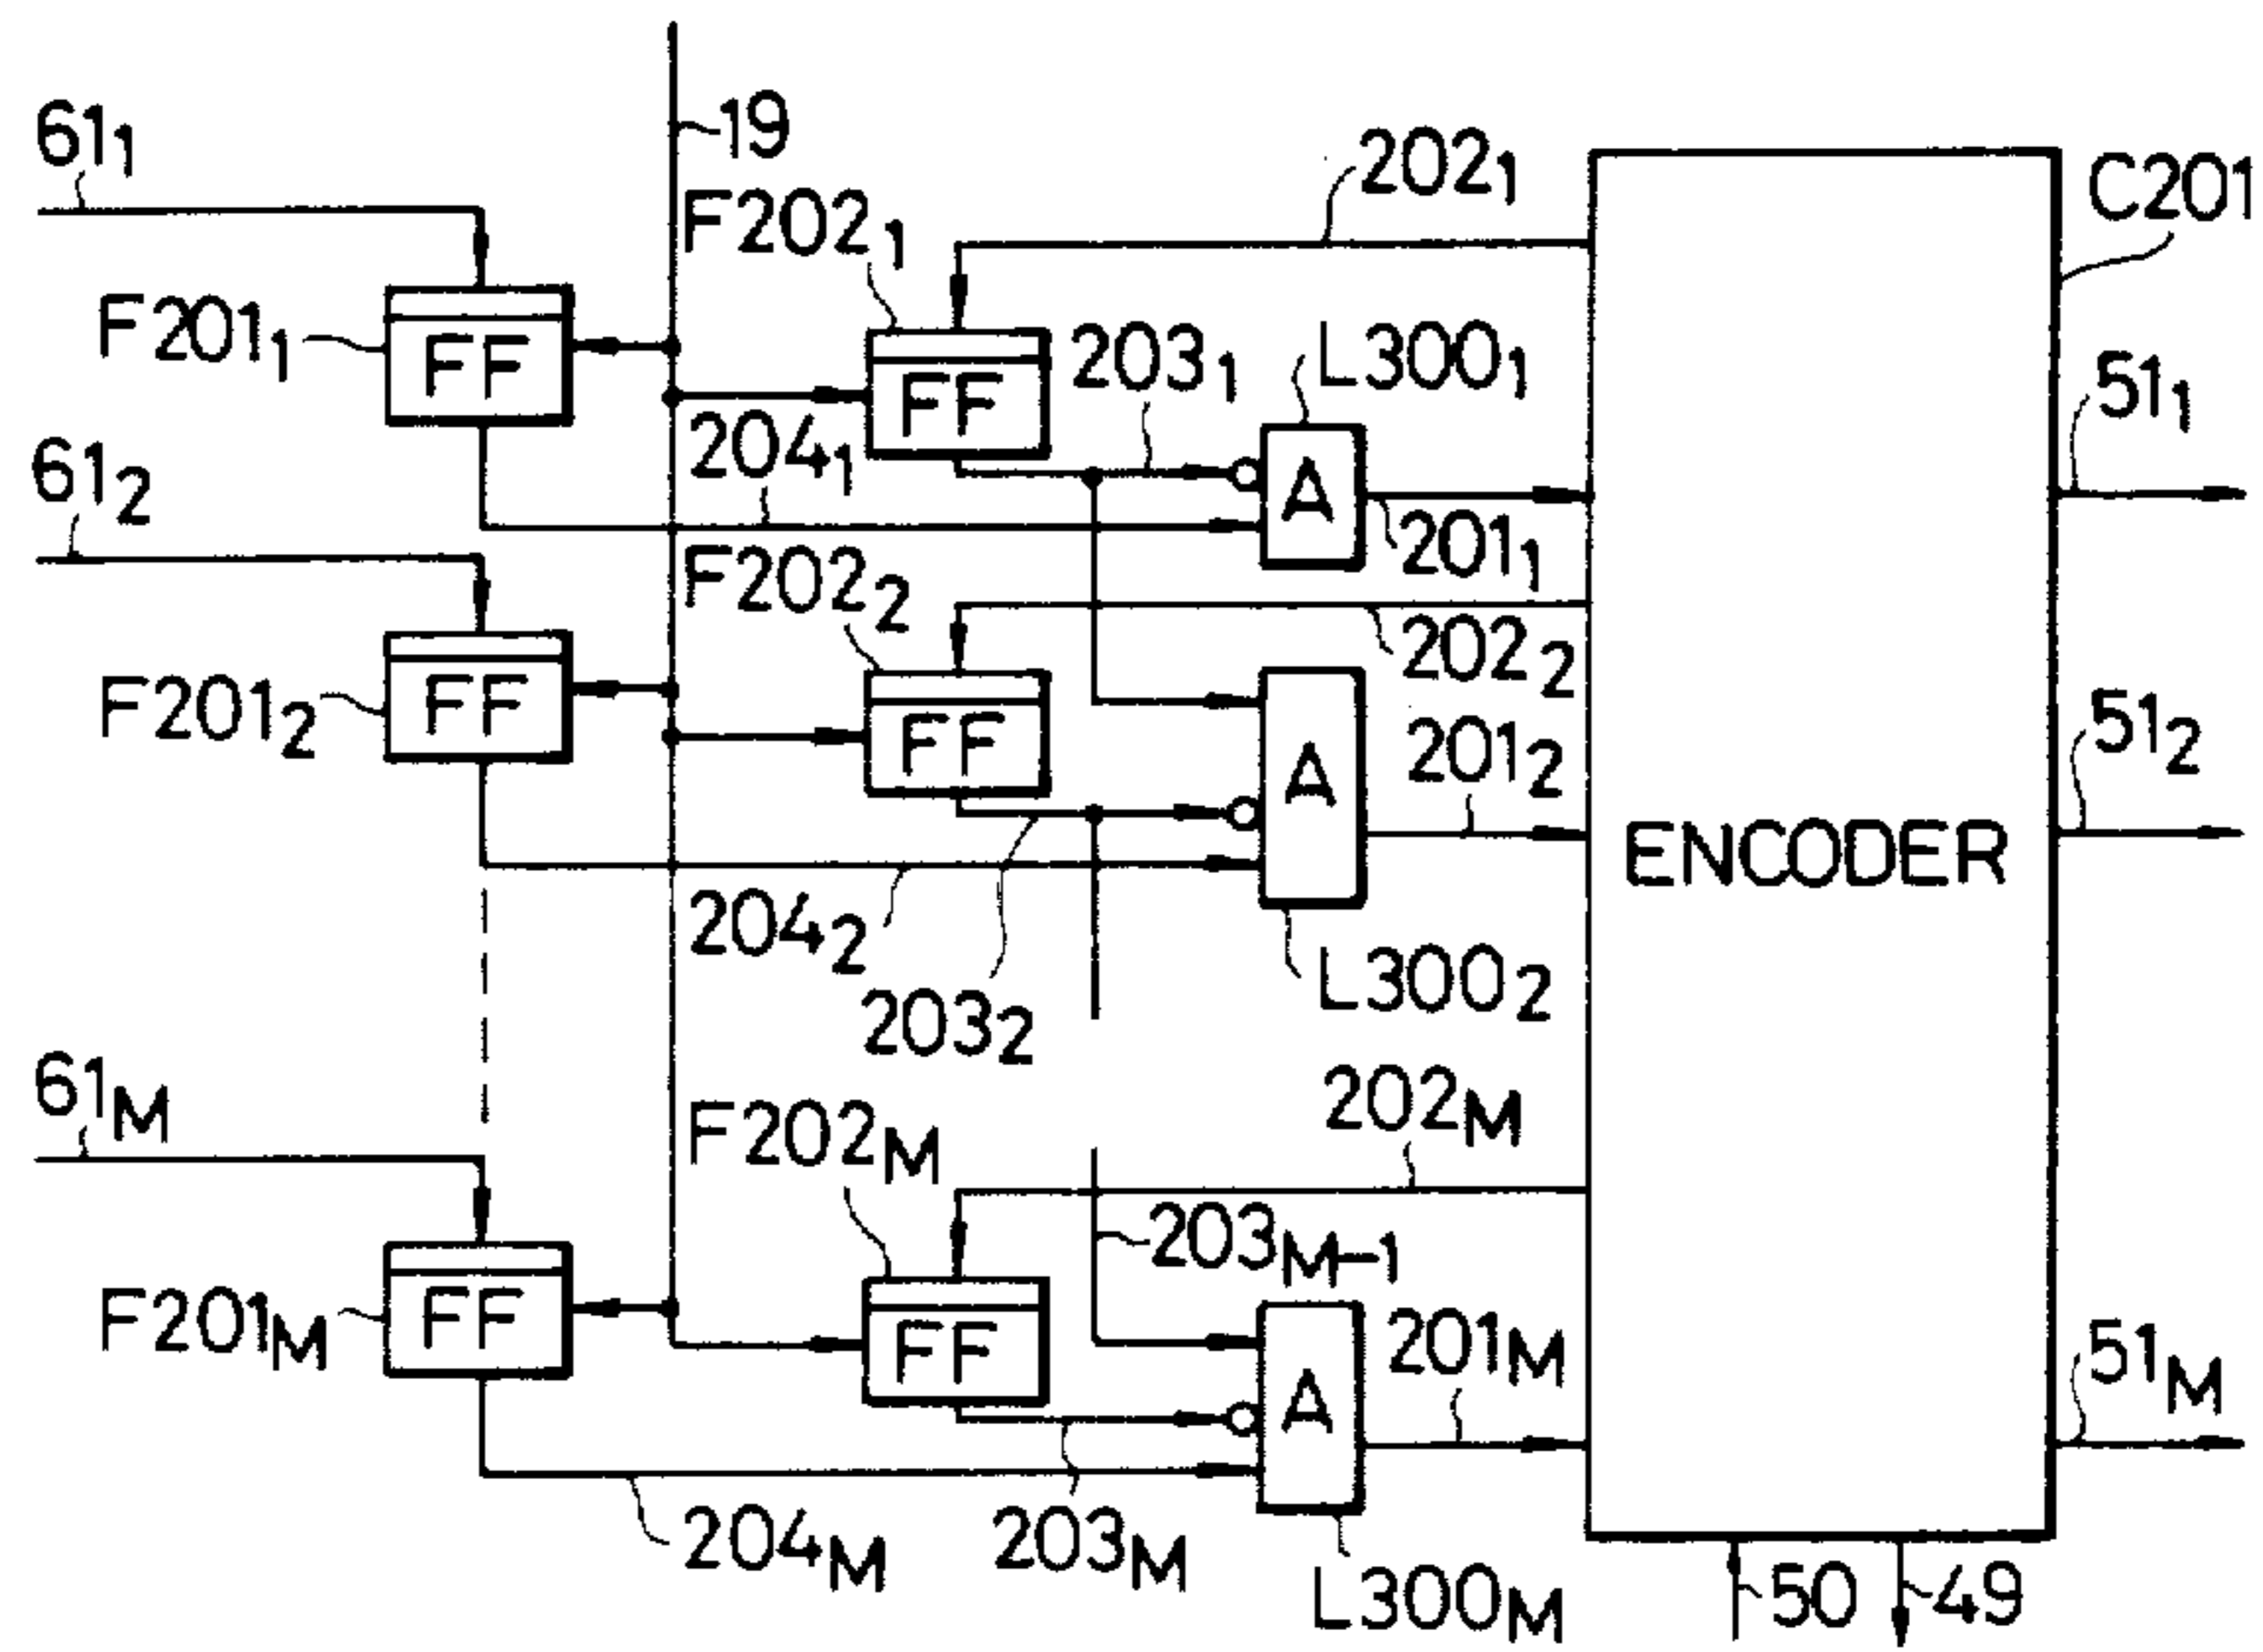 61₁
19
202₁
C201
F202₁
F201₁
FF
FF
203₁
L300₁
51₁
204₁
A
201₁
61₂
F202₂
202₂
F201₂
FF
FF
A
201₂
51₂
ENCODER
204₂
203₂
L300₂
61M
F202M
202M
203M-1
F201M
FF
FF
A
201M
51M
204M
203M
L300M
50
49